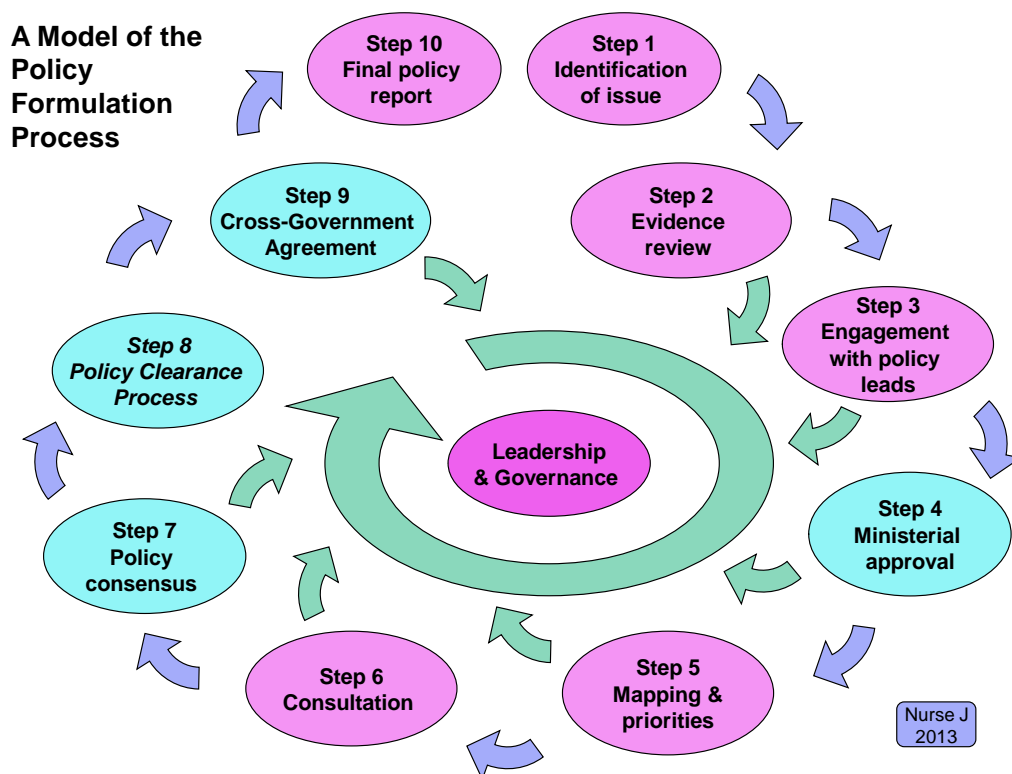 A Model of the
Policy
Formulation
Process
Step 10
Final policy
report
Step 1
Identification
of issue
Step 9
Cross-Government
Agreement
Step 2
Evidence
review
Step 8
Policy Clearance
Process
Step 3
Engagement
with policy
leads
Leadership
& Governance
Step 7
Policy
consensus
Step 4
Ministerial
approval
Step 6
Consultation
Step 5
Mapping &
priorities
Nurse J
2013